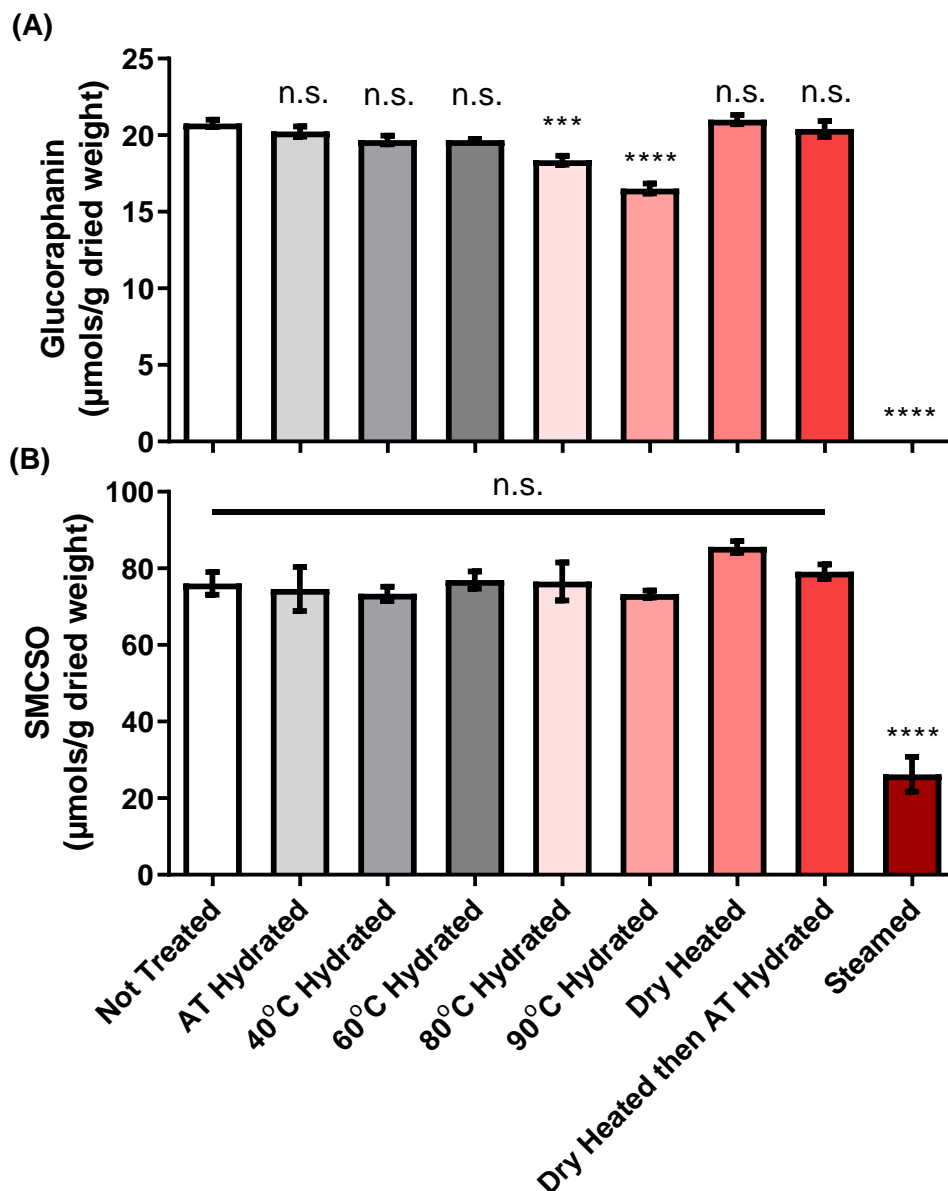 (A)
Glucoraphanin
(µmols/g dried weight)
25
20
15
10
5
0
n.s.
n.s.
n.s.
***
****
n.s.
n.s.
****
(B)
SMCSO
(µmols/g dried weight)
100
80
60
40
20
0
n.s.
****
Not Treated
AT Hydrated
40°C Hydrated
60°C Hydrated
80°C Hydrated
90°C Hydrated
Dry Heated
Dry Heated then AT Hydrated
Steamed